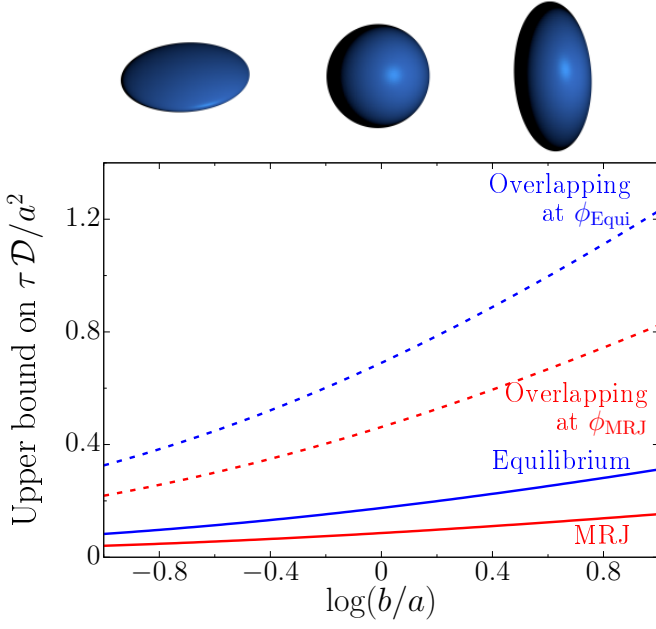 Overlapping
at ϕ_Equi
1.2
0.8
Overlapping
at ϕ_MRJ
0.4
Equilibrium
MRJ
0
−0.8 −0.4 0 0.4 0.8
log(b/a)
Upper bound on τ 𝒟/a²